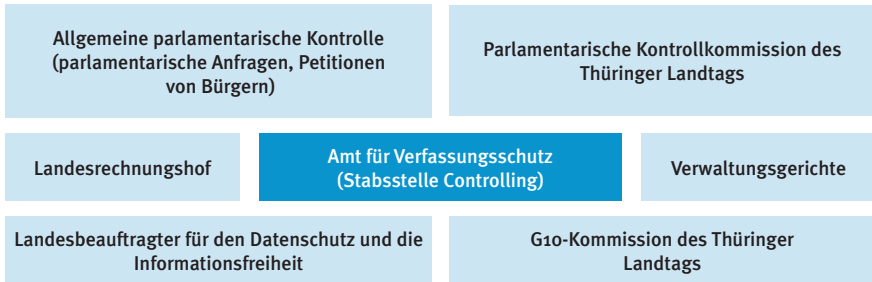 Allgemeine parlamentarische Kontrolle
(parlamentarische Anfragen, Petitionen
von Bürgern)
Parlamentarische Kontrollkommission des
Thüringer Landtags
Landesrechnungshof
Amt für Verfassungsschutz
(Stabsstelle Controlling)
Verwaltungsgerichte
Landesbeauftragter für den Datenschutz und die
Informationsfreiheit
G10-Kommission des Thüringer
Landtags